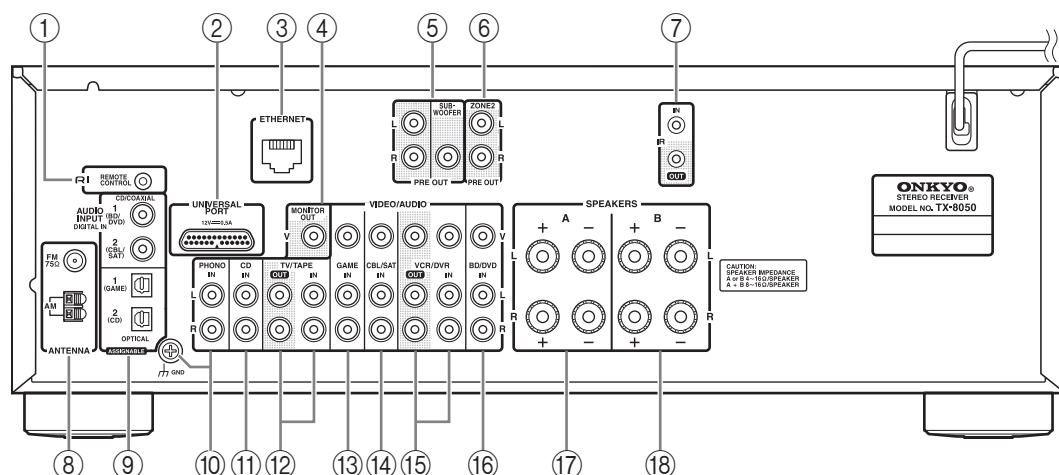 ① ② ③ ④ ⑤ ⑥ ⑦
ETHERNET
L
R
SUB-
WOOFER
PRE OUT
ZONE2
L
R
PRE OUT
IN
IR
OUT
RI REMOTE
CONTROL
CD/COAXIAL
AUDIO
INPUT
DIGITAL IN
1
(BD/
DVD)
2
(CBL/
SAT)
1
(GAME)
2
(CD)
OPTICAL
ASSIGNABLE
FM
75Ω
AM
ANTENNA
GND
UNIVERSAL
PORT
12V 0.5A
MONITOR
OUT
VIDEO/AUDIO
V
V
PHONO
IN
CD
IN
TV/TAPE
OUT IN
GAME
IN
CBL/SAT
IN
VCR/DVR
OUT IN
BD/DVD
IN
L
R
L
R
SPEAKERS
A B
+ − + −
L
R
L
R
+ − + −
CAUTION:
SPEAKER IMPEDANCE
A or B 4~16Ω/SPEAKER
A + B 8~16Ω/SPEAKER
ONKYO®
STEREO RECEIVER
MODEL NO. TX-8050
⑧ ⑨ ⑩ ⑪ ⑫ ⑬ ⑭ ⑮ ⑯ ⑰ ⑱